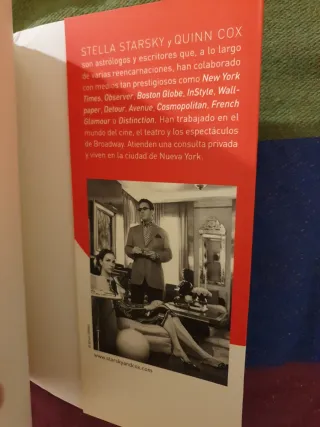 STELLA STARSKY y QUINN COX
son astrólogos y escritores que, a lo largo
de varias reencarnaciones, han colaborado
con medios tan prestigiosos como New York
Times, Observer, Boston Globe, InStyle, Wall-
paper, Detour, Avenue, Cosmopolitan, French
Glamour o Distinction. Han trabajado en el
mundo del cine, el teatro y los espectáculos
de Broadway. Atienden una consulta privada
y viven en la ciudad de Nueva York.
www.starskyandcox.com